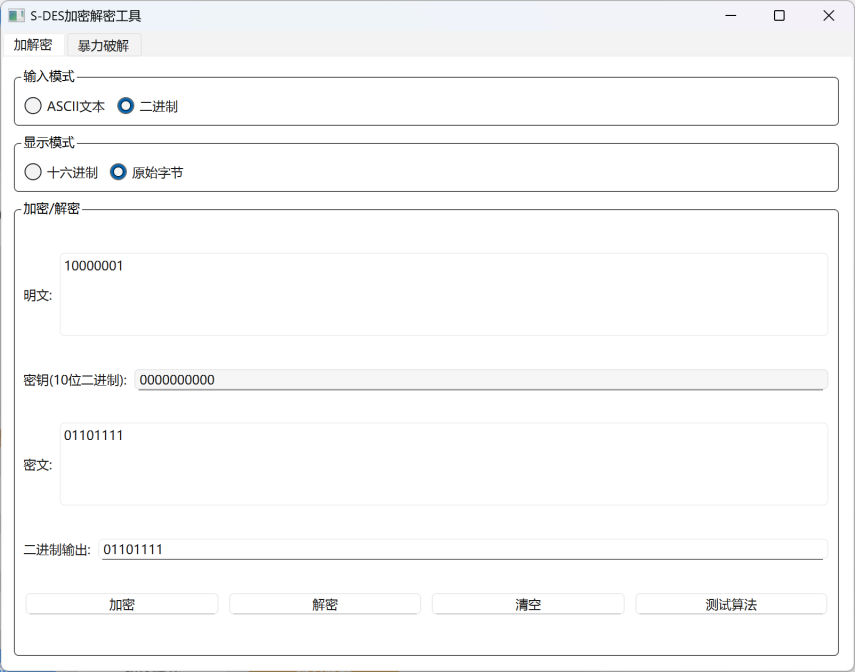 S-DES加密解密工具
加解密 暴力破解
输入模式
ASCII文本 二进制
显示模式
十六进制 原始字节
加密/解密
10000001
明文:
密钥(10位二进制): 0000000000
01101111
密文:
二进制输出: 01101111
加密 解密 清空 测试算法